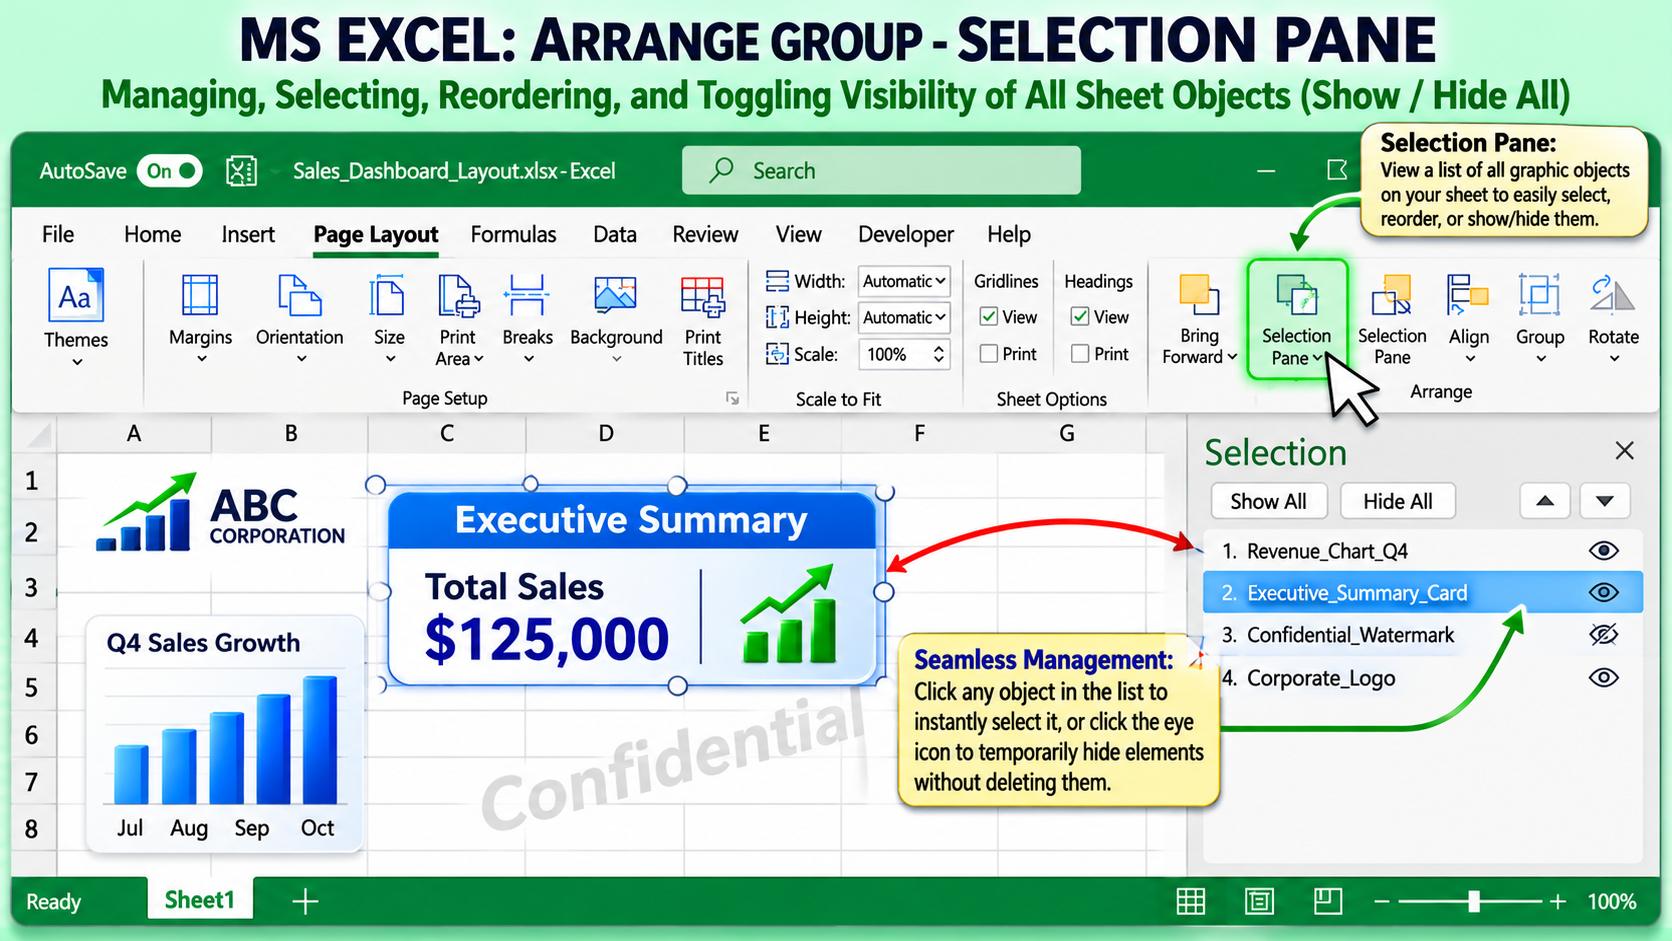 MS EXCEL: ARRANGE GROUP - SELECTION PANE
Managing, Selecting, Reordering, and Toggling Visibility of All Sheet Objects (Show / Hide All)
AutoSave On Sales_Dashboard_Layout.xlsx - Excel Search
Selection Pane:
View a list of all graphic objects
on your sheet to easily select,
reorder, or show/hide them.
File Home Insert Page Layout Formulas Data Review View Developer Help
Aa
Themes
Margins
Orientation
Size
Print
Area
Breaks
Background
Print
Titles
Page Setup
Width: Automatic
Height: Automatic
Scale: 100%
Scale to Fit
Gridlines
View
Print
Headings
View
Print
Sheet Options
Bring
Forward
Selection
Pane
Selection
Pane
Align
Group
Rotate
Arrange
A B C D E F G
1
2
3
4
5
6
7
8
ABC
CORPORATION
Executive Summary
Total Sales
$125,000
Q4 Sales Growth
Jul Aug Sep Oct
Confidential
Seamless Management:
Click any object in the list to
instantly select it, or click the eye
icon to temporarily hide elements
without deleting them.
Selection
Show All Hide All
1. Revenue_Chart_Q4
2. Executive_Summary_Card
3. Confidential_Watermark
4. Corporate_Logo
Ready Sheet1 100%